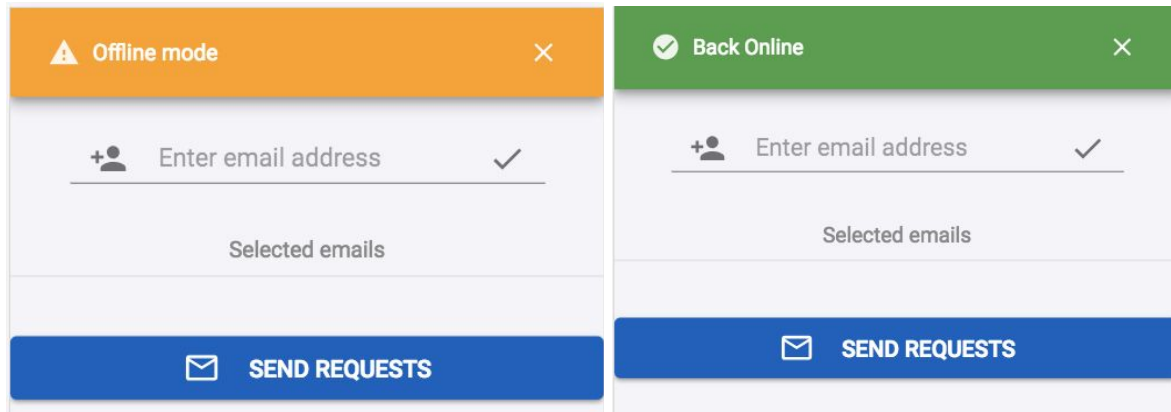 Offline mode
Enter email address
Selected emails
SEND REQUESTS
Back Online
Enter email address
Selected emails
SEND REQUESTS